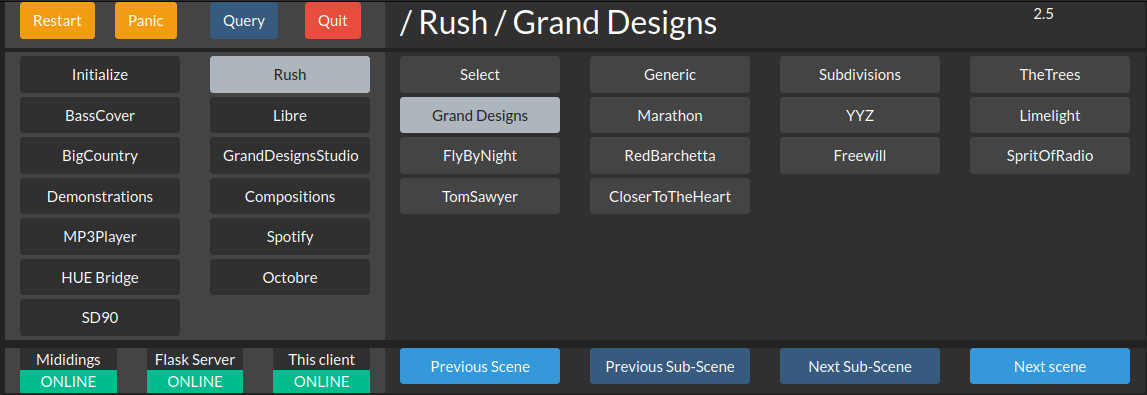 Restart Panic Query Quit / Rush / Grand Designs 2.5
Initialize Rush Select Generic Subdivisions TheTrees
BassCover Libre Grand Designs Marathon YYZ Limelight
BigCountry GrandDesignsStudio FlyByNight RedBarchetta Freewill SpritOfRadio
Demonstrations Compositions TomSawyer CloserToTheHeart
MP3Player Spotify
HUE Bridge Octobre
SD90
Mididings Flask Server This client
ONLINE ONLINE ONLINE
Previous Scene Previous Sub-Scene Next Sub-Scene Next scene